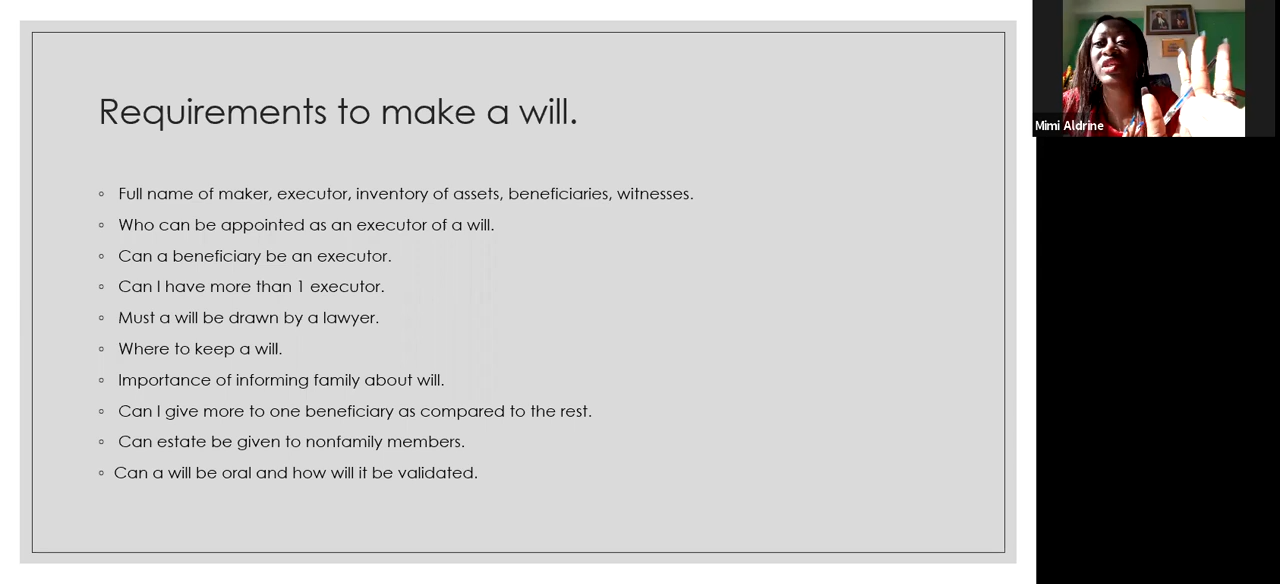 Requirements to make a will.
◦ Full name of maker, executor, inventory of assets, beneficiaries, witnesses.
◦ Who can be appointed as an executor of a will.
◦ Can a beneficiary be an executor.
◦ Can I have more than 1 executor.
◦ Must a will be drawn by a lawyer.
◦ Where to keep a will.
◦ Importance of informing family about will.
◦ Can I give more to one beneficiary as compared to the rest.
◦ Can estate be given to nonfamily members.
◦ Can a will be oral and how will it be validated.
Mimi Aldrine